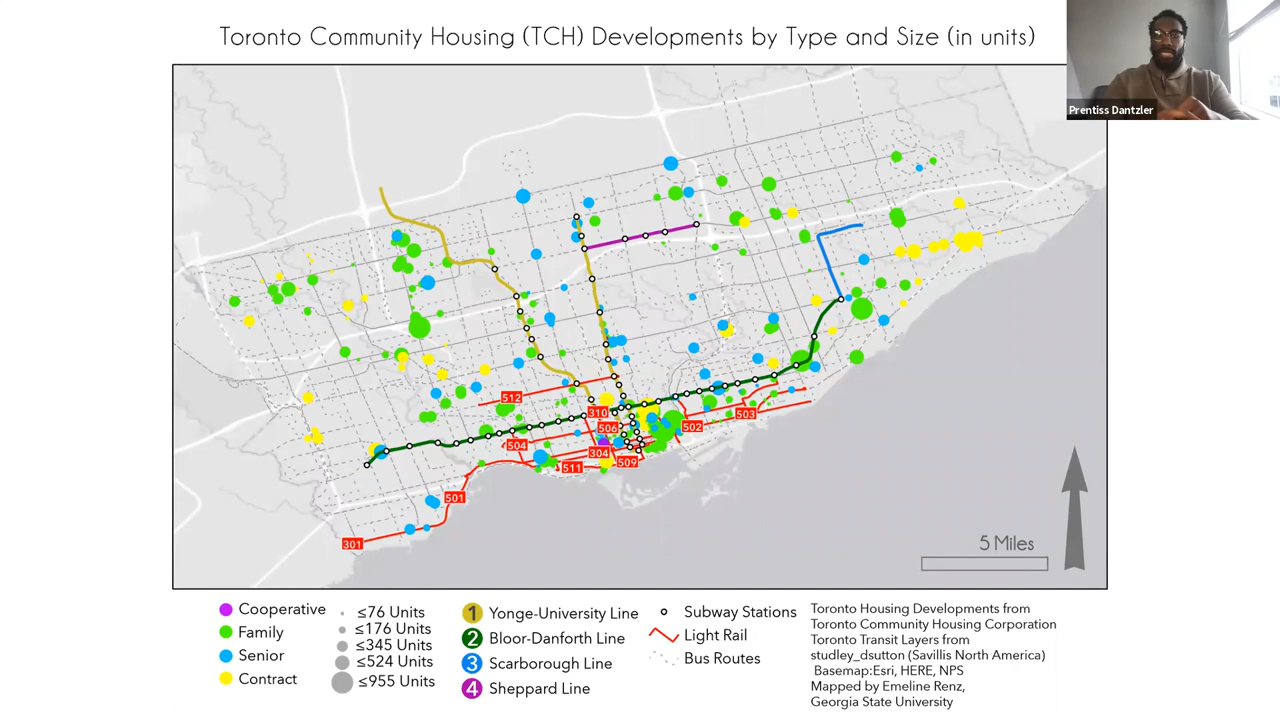 Toronto Community Housing (TCH) Developments by Type and Size (in units)
Prentiss Dantzler
512
310
506
504
304
511
509
502
503
501
301
5 Miles
Cooperative
Family
Senior
Contract
≤76 Units
≤176 Units
≤345 Units
≤524 Units
≤955 Units
1 Yonge-University Line
2 Bloor-Danforth Line
3 Scarborough Line
4 Sheppard Line
Subway Stations
Light Rail
Bus Routes
Toronto Housing Developments from
Toronto Community Housing Corporation
Toronto Transit Layers from
studley_dsutton (Savillis North America)
Basemap:Esri, HERE, NPS
Mapped by Emeline Renz,
Georgia State University